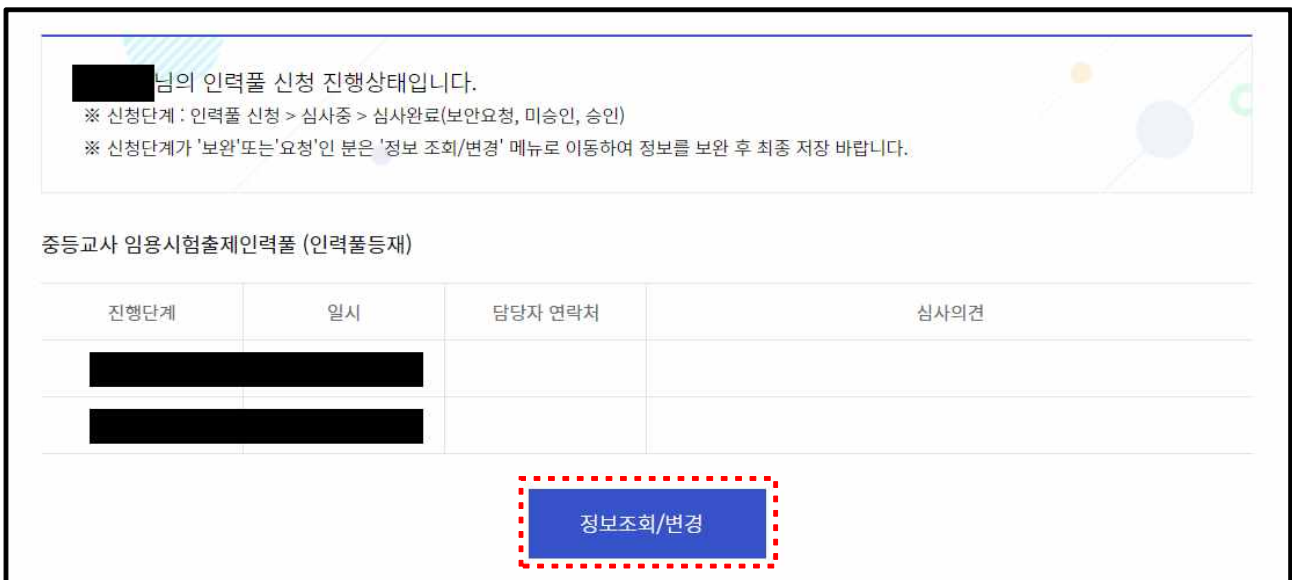 님의 인력풀 신청 진행상태입니다.
※ 신청단계 : 인력풀 신청 > 심사중 > 심사완료(보안요청, 미승인, 승인)
※ 신청단계가 '보완'또는'요청'인 분은 '정보 조회/변경' 메뉴로 이동하여 정보를 보완 후 최종 저장 바랍니다.
중등교사 임용시험출제인력풀 (인력풀등재)
진행단계 일시 담당자 연락처 심사의견
정보조회/변경